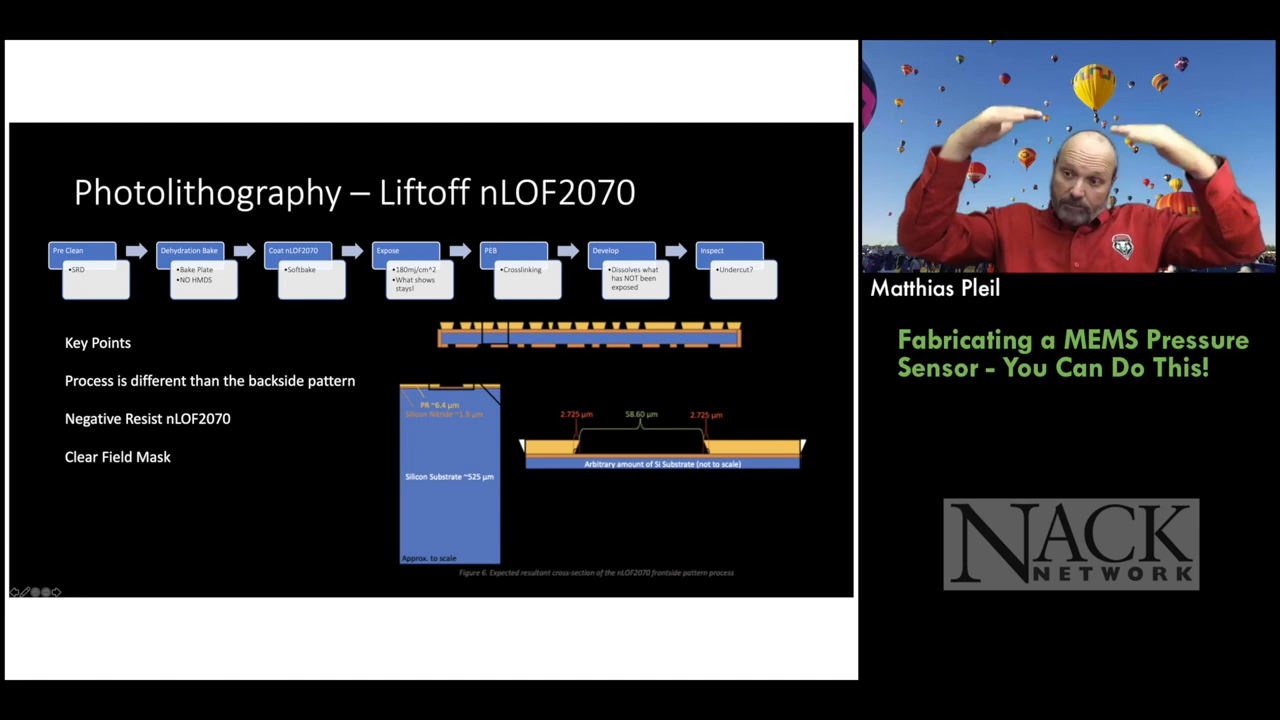 Photolithography – Liftoff nLOF2070
Pre Clean
•SRD
Dehydration Bake
•Bake Plate
•NO HMDS
Coat nLOF2070
•Softbake
Expose
•180mj/cm^2
•What shows
stays!
PEB
•Crosslinking
Develop
•Dissolves what
has NOT been
exposed
Inspect
•Undercut?
Key Points
Process is different than the backside pattern
Negative Resist nLOF2070
Clear Field Mask
PR ~6.4 µm
Silicon Nitride ~1.9 µm
Silicon Substrate ~525 µm
Approx. to scale
2.725 µm
58.60 µm
2.725 µm
Arbitrary amount of Si Substrate (not to scale)
Figure 6. Expected resultant cross-section of the nLOF2070 frontside pattern process
Matthias Pleil
Fabricating a MEMS Pressure
Sensor - You Can Do This!
NACK
NETWORK